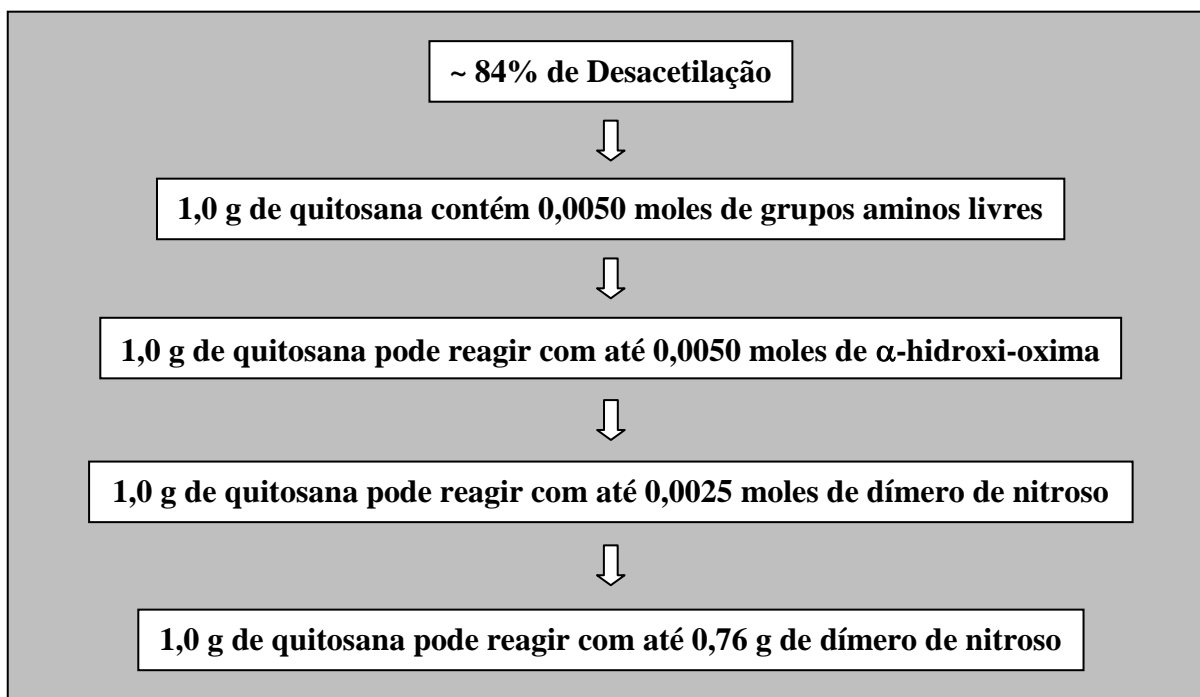 ~ 84% de Desacetilação
1,0 g de quitosana contém 0,0050 moles de grupos aminos livres
1,0 g de quitosana pode reagir com até 0,0050 moles de α-hidroxi-oxima
1,0 g de quitosana pode reagir com até 0,0025 moles de dímero de nitroso
1,0 g de quitosana pode reagir com até 0,76 g de dímero de nitroso